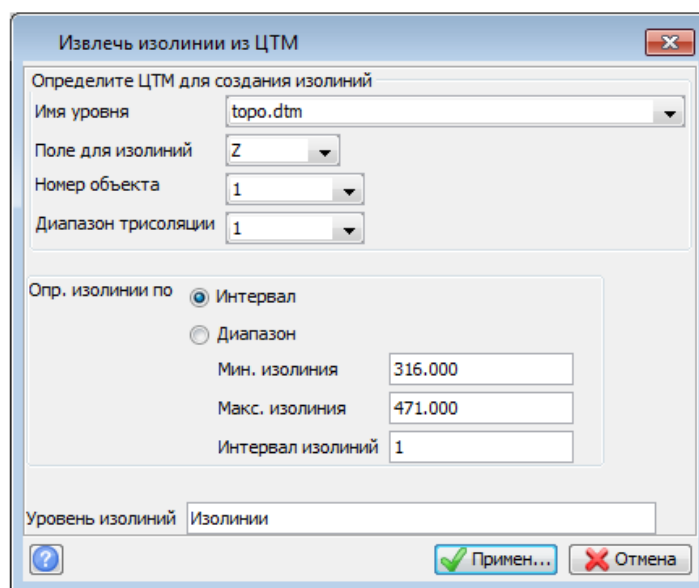 Извлечь изолинии из ЦТМ
Определите ЦТМ для создания изолиний
Имя уровня topo.dtm
Поле для изолиний Z
Номер объекта 1
Диапазон трисоляции 1
Опр. изолинии по Интервал
Диапазон
Мин. изолиния 316.000
Макс. изолиния 471.000
Интервал изолиний 1
Уровень изолиний Изолинии
? Примен... Отмена